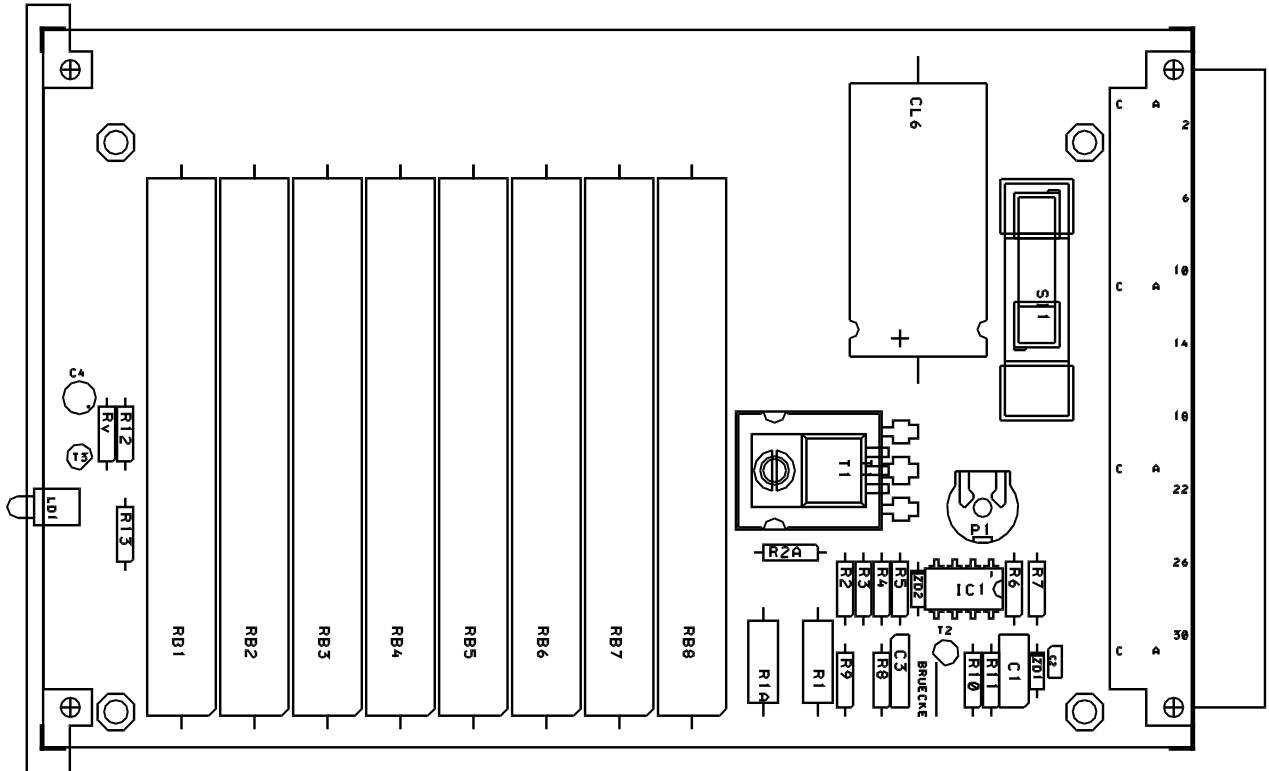 CL6
C A
2
6
10
C A
SI1
14
C4
18
Rv
R12
T3
T1
C A
22
LD1
R13
P1
R2A
26
R2
R3
R4
R5
ZD2
IC1
R6
R7
RB1
RB2
RB3
RB4
RB5
RB6
RB7
RB8
T2
30
C A
R1A
R1
R9
R8
C3
BRUECKE
R10
R11
C1
ZD1
C2